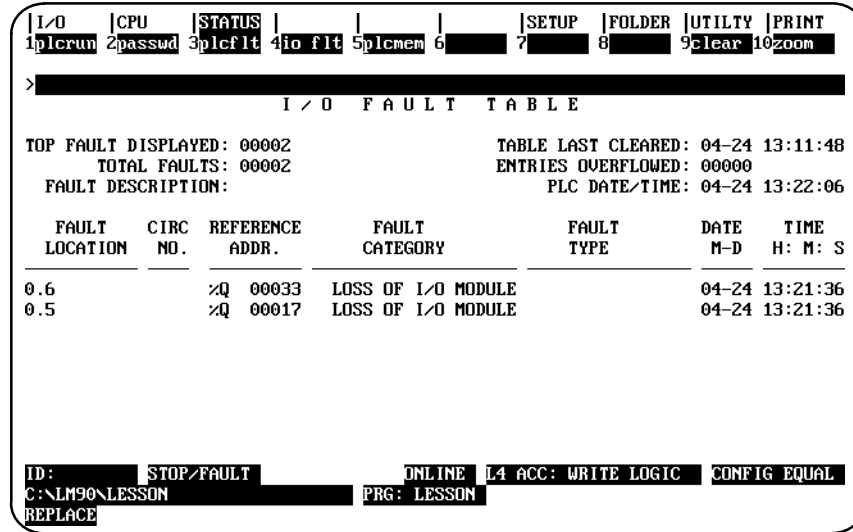 |I/O |CPU |STATUS | | |SETUP |FOLDER |UTILTY |PRINT
1plcrun 2passwd 3plcflt 4io flt 5plcmem 6 7 8 9clear 10zoom
>
I / O F A U L T T A B L E
TOP FAULT DISPLAYED: 00002 TABLE LAST CLEARED: 04-24 13:11:48
TOTAL FAULTS: 00002 ENTRIES OVERFLOWED: 00000
FAULT DESCRIPTION: PLC DATE/TIME: 04-24 13:22:06
FAULT CIRC REFERENCE FAULT FAULT DATE TIME
LOCATION NO. ADDR. CATEGORY TYPE M-D H: M: S
0.6 %Q 00033 LOSS OF I/O MODULE 04-24 13:21:36
0.5 %Q 00017 LOSS OF I/O MODULE 04-24 13:21:36
ID: STOP/FAULT ONLINE L4 ACC: WRITE LOGIC CONFIG EQUAL
C:\LM90\LESSON PRG: LESSON
REPLACE